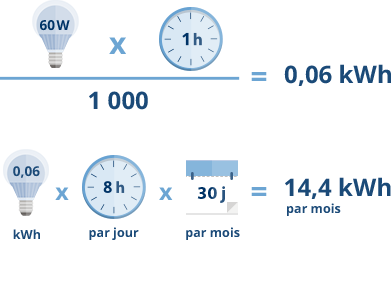 60 W x 1 h
1 000
= 0,06 kWh
0,06 x 8 h x 30 j = 14,4 kWh
par mois
kWh par jour par mois